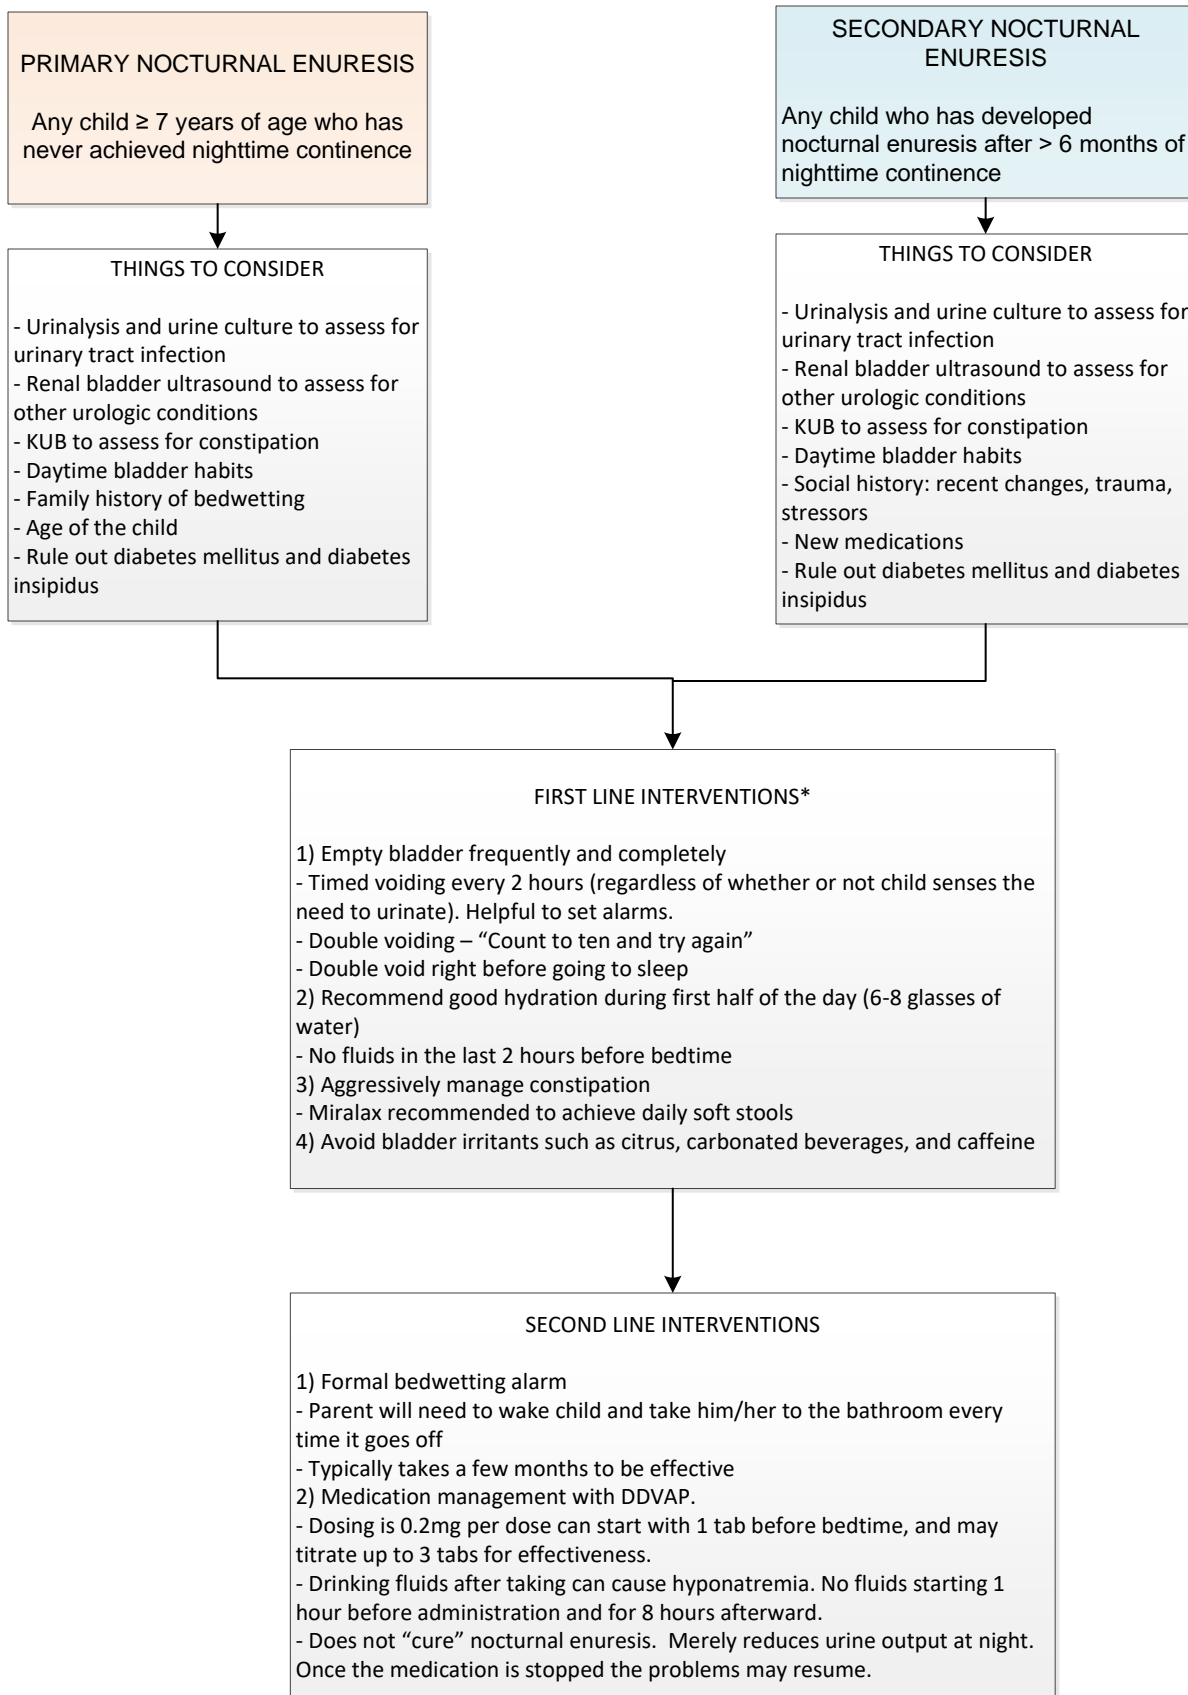 PRIMARY NOCTURNAL ENURESIS
Any child ≥ 7 years of age who has
never achieved nighttime continence
SECONDARY NOCTURNAL
ENURESIS
Any child who has developed
nocturnal enuresis after > 6 months of
nighttime continence
THINGS TO CONSIDER
- Urinalysis and urine culture to assess for
urinary tract infection
- Renal bladder ultrasound to assess for
other urologic conditions
- KUB to assess for constipation
- Daytime bladder habits
- Family history of bedwetting
- Age of the child
- Rule out diabetes mellitus and diabetes
insipidus
THINGS TO CONSIDER
- Urinalysis and urine culture to assess for
urinary tract infection
- Renal bladder ultrasound to assess for
other urologic conditions
- KUB to assess for constipation
- Daytime bladder habits
- Social history: recent changes, trauma,
stressors
- New medications
- Rule out diabetes mellitus and diabetes
insipidus
FIRST LINE INTERVENTIONS*
1) Empty bladder frequently and completely
- Timed voiding every 2 hours (regardless of whether or not child senses the
need to urinate). Helpful to set alarms.
- Double voiding – “Count to ten and try again”
- Double void right before going to sleep
2) Recommend good hydration during first half of the day (6-8 glasses of
water)
- No fluids in the last 2 hours before bedtime
3) Aggressively manage constipation
- Miralax recommended to achieve daily soft stools
4) Avoid bladder irritants such as citrus, carbonated beverages, and caffeine
SECOND LINE INTERVENTIONS
1) Formal bedwetting alarm
- Parent will need to wake child and take him/her to the bathroom every
time it goes off
- Typically takes a few months to be effective
2) Medication management with DDVAP.
- Dosing is 0.2mg per dose can start with 1 tab before bedtime, and may
titrate up to 3 tabs for effectiveness.
- Drinking fluids after taking can cause hyponatremia. No fluids starting 1
hour before administration and for 8 hours afterward.
- Does not “cure” nocturnal enuresis.  Merely reduces urine output at night.
Once the medication is stopped the problems may resume.